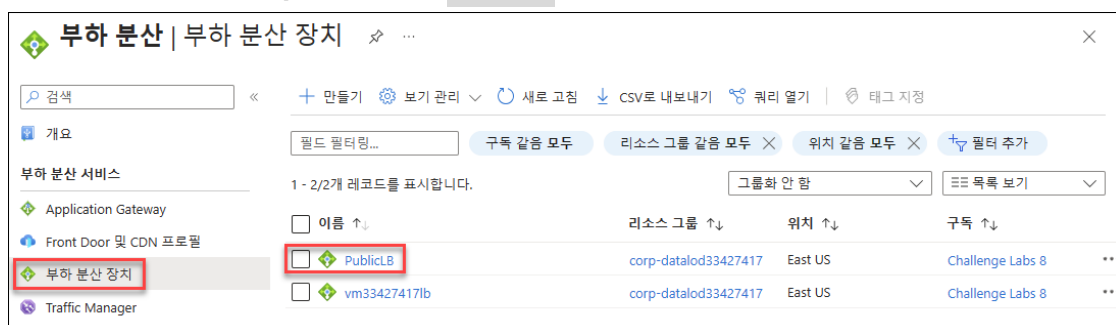 부하 분산 | 부하 분산 장치 ...
검색 «
만들기 보기 관리 새로 고침 CSV로 내보내기 쿼리 열기 태그 지정
개요
필드 필터링... 구독 같음 모두 리소스 그룹 같음 모두 위치 같음 모두 필터 추가
부하 분산 서비스
1 - 2/2개 레코드를 표시합니다. 그룹화 안 함 목록 보기
Application Gateway
이름 ↑↓ 리소스 그룹 ↑↓ 위치 ↑↓ 구독 ↑↓
Front Door 및 CDN 프로필
PublicLB corp-datalod33427417 East US Challenge Labs 8
부하 분산 장치
vm33427417lb corp-datalod33427417 East US Challenge Labs 8
Traffic Manager